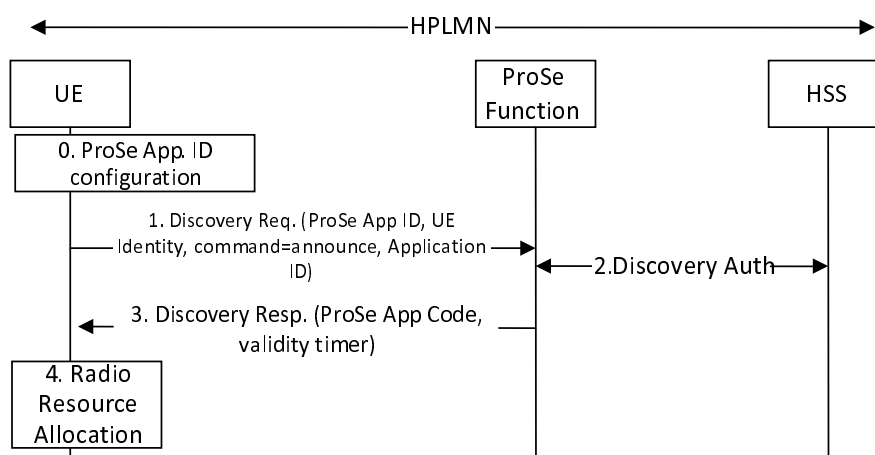 HPLMN
UE
ProSe
Function
HSS
0. ProSe App. ID
configuration
1. Discovery Req. (ProSe App ID, UE
Identity, command=announce, Application
ID)
2.Discovery Auth
3. Discovery Resp. (ProSe App Code,
validity timer)
4. Radio
Resource
Allocation